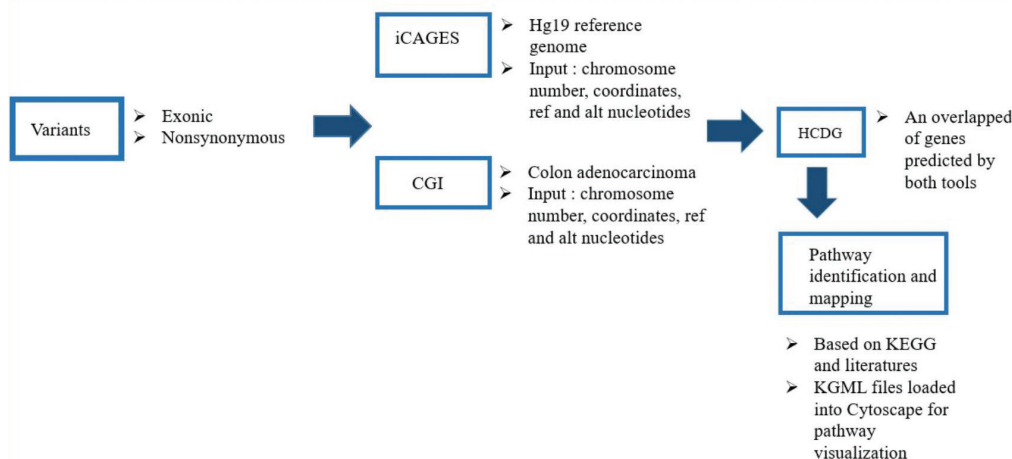 Variants
➢ Exonic
➢ Nonsynonymous
iCAGES
➢ Hg19 reference
genome
➢ Input : chromosome
number, coordinates,
ref and alt nucleotides
CGI
➢ Colon adenocarcinoma
➢ Input : chromosome
number, coordinates, ref
and alt nucleotides
HCDG
➢ An overlapped
of genes
predicted by
both tools
Pathway
identification and
mapping
➢ Based on KEGG
and literatures
➢ KGML files loaded
into Cytoscape for
pathway
visualization